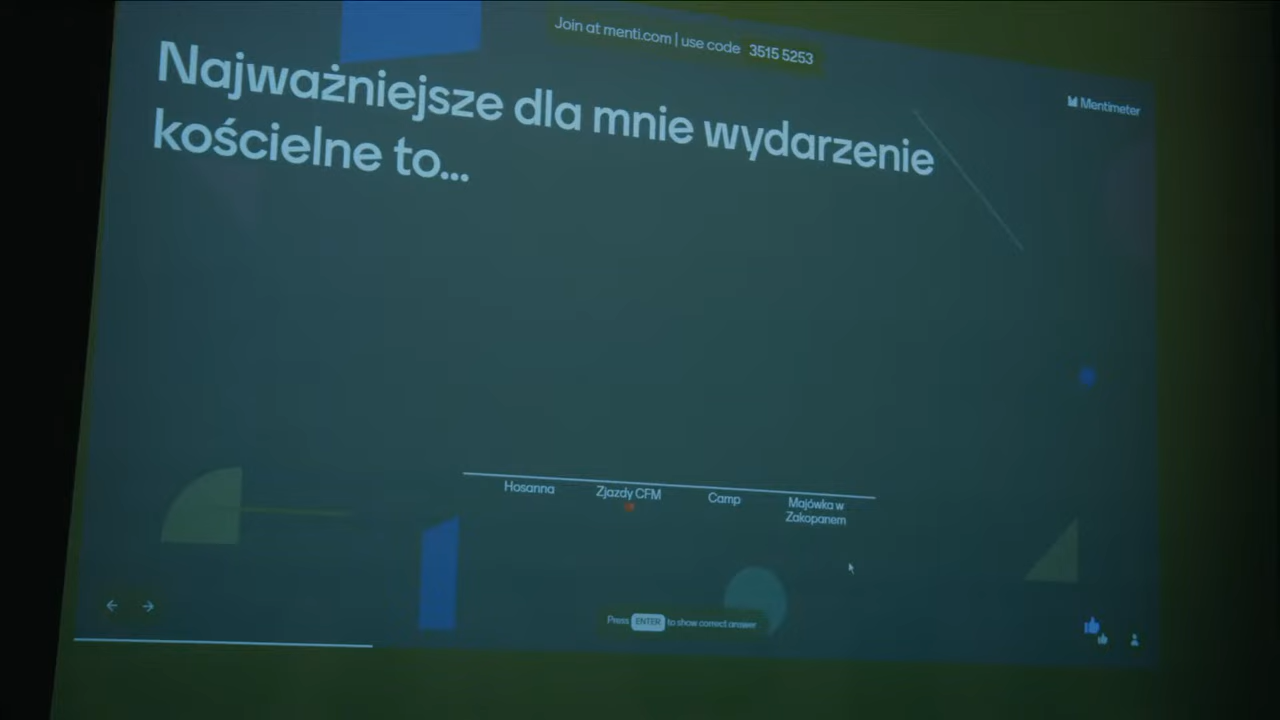 Join at menti.com | use code 3515 5253
Najważniejsze dla mnie wydarzenie
kościelne to...
Mentimeter
Hosanna
Zjazdy CFM
Camp
Majówka w
Zakopanem
Press ENTER to show correct answer